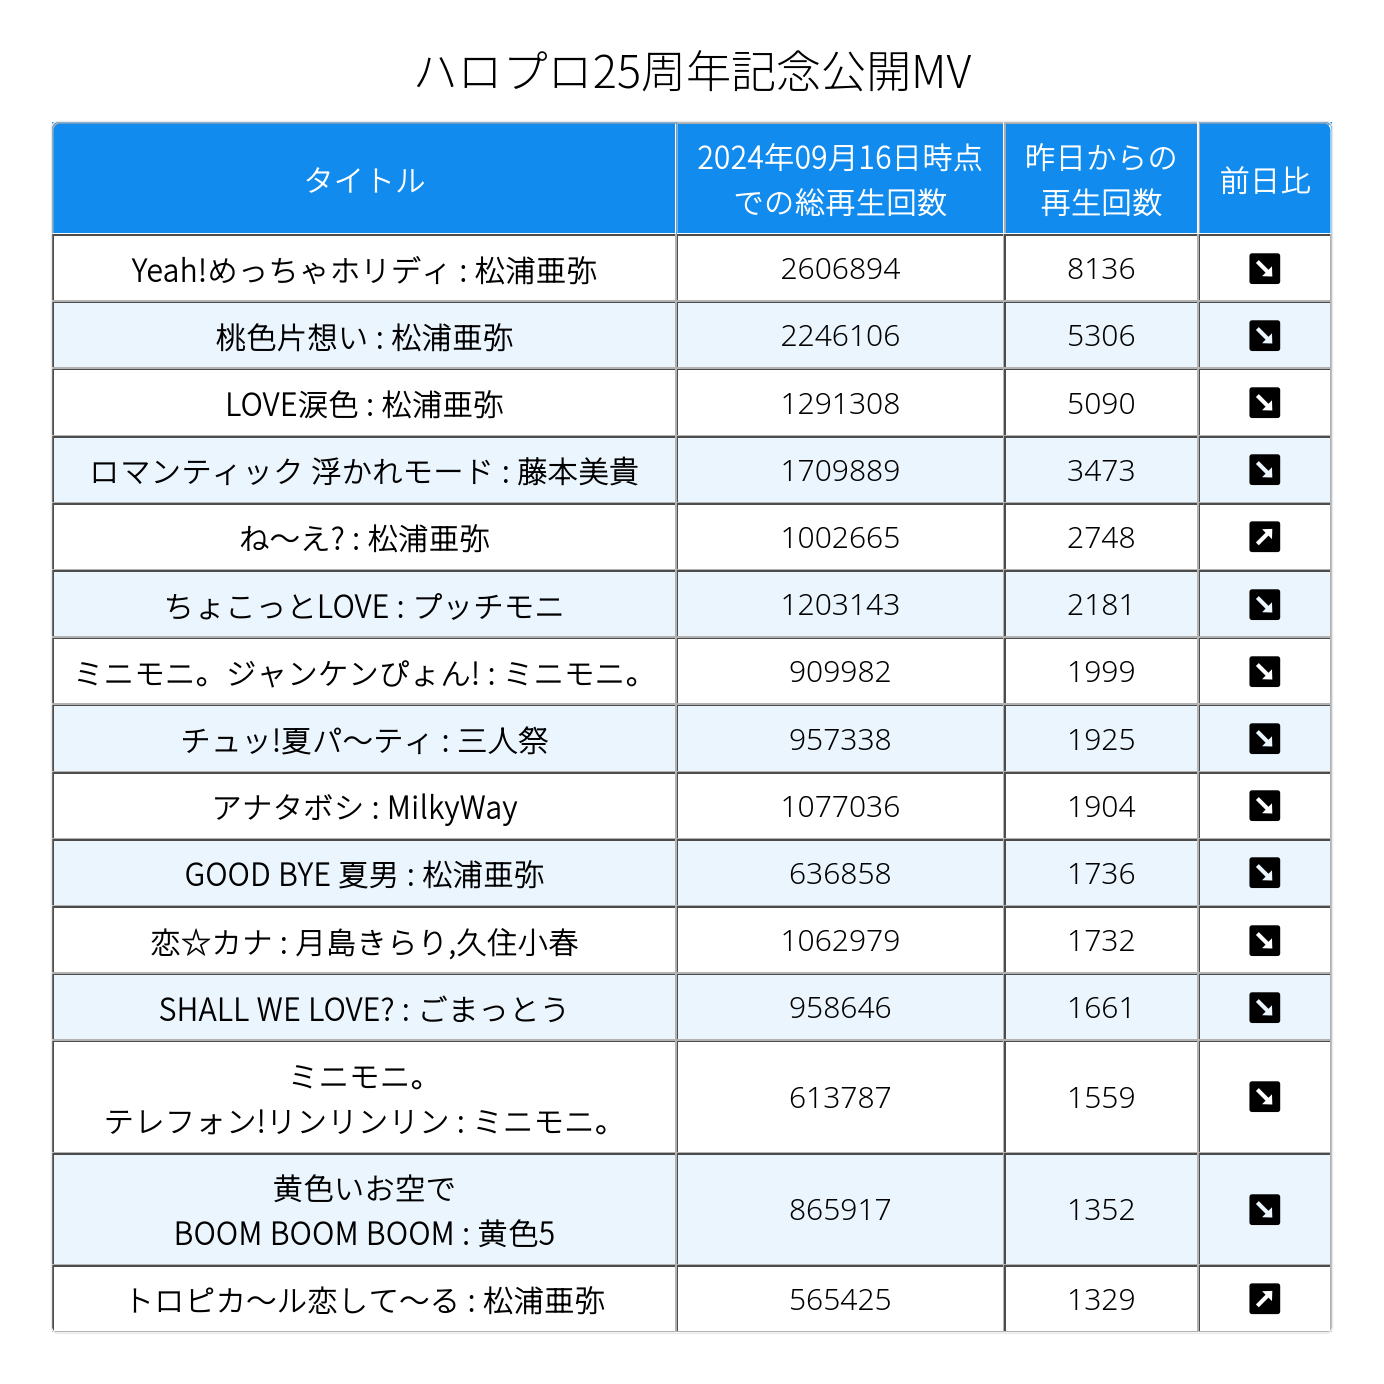 ハロプロ25周年記念公開MV
タイトル
2024年09月16日時点
での総再生回数
昨日からの
再生回数
前日比
Yeah!めっちゃホリディ : 松浦亜弥 2606894 8136
桃色片想い : 松浦亜弥 2246106 5306
LOVE涙色 : 松浦亜弥 1291308 5090
ロマンティック 浮かれモード : 藤本美貴 1709889 3473
ね〜え? : 松浦亜弥 1002665 2748
ちょこっとLOVE : プッチモニ 1203143 2181
ミニモニ。ジャンケンぴょん! : ミニモニ。 909982 1999
チュッ!夏パ〜ティ : 三人祭 957338 1925
アナタボシ : MilkyWay 1077036 1904
GOOD BYE 夏男 : 松浦亜弥 636858 1736
恋☆カナ : 月島きらり,久住小春 1062979 1732
SHALL WE LOVE? : ごまっとう 958646 1661
ミニモニ。
テレフォン!リンリンリン : ミニモニ。 613787 1559
黄色いお空で
BOOM BOOM BOOM : 黄色5 865917 1352
トロピカ〜ル恋して〜る : 松浦亜弥 565425 1329